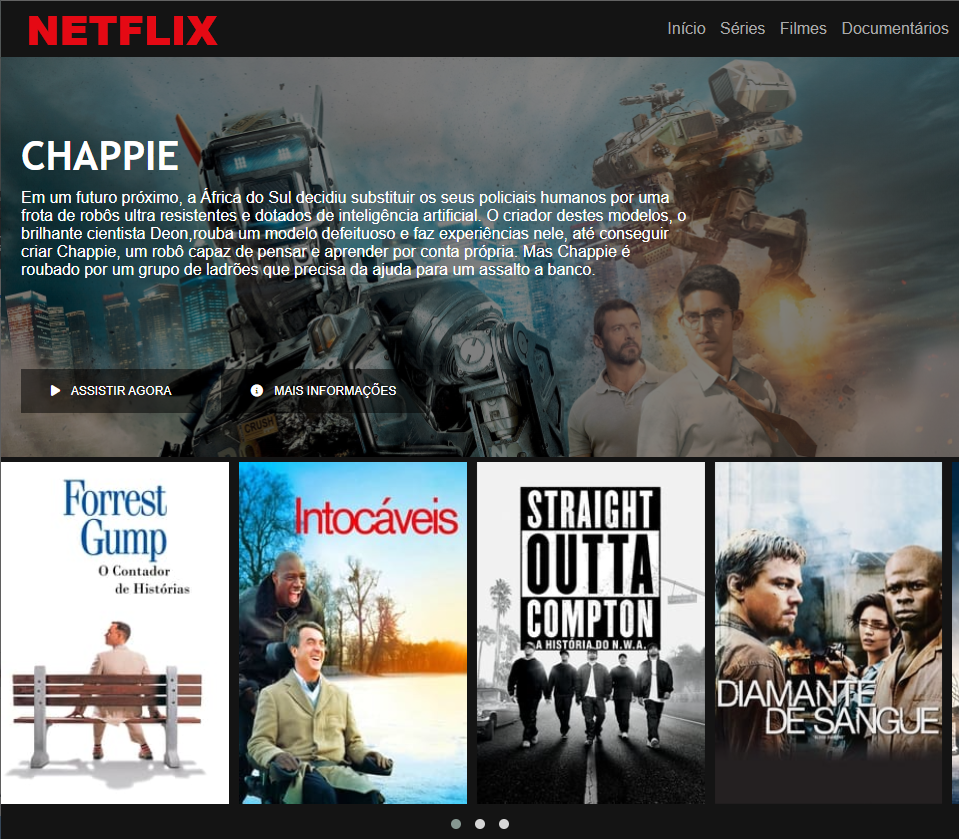 NETFLIX
Início Séries Filmes Documentários
CHAPPIE
Em um futuro próximo, a África do Sul decidiu substituir os seus policiais humanos por uma
frota de robôs ultra resistentes e dotados de inteligência artificial. O criador destes modelos, o
brilhante cientista Deon,rouba um modelo defeituoso e faz experiências nele, até conseguir
criar Chappie, um robô capaz de pensar e aprender por conta própria. Mas Chappie é
roubado por um grupo de ladrões que precisa da ajuda para um assalto a banco.
ASSISTIR AGORA
MAIS INFORMAÇÕES
CRUSH
Forrest
Gump
O Contador
de Histórias
Intocáveis
STRAIGHT
OUTTA
COMPTON
A HISTÓRIA DO N.W.A.
DIAMANTE
DE SANGUE